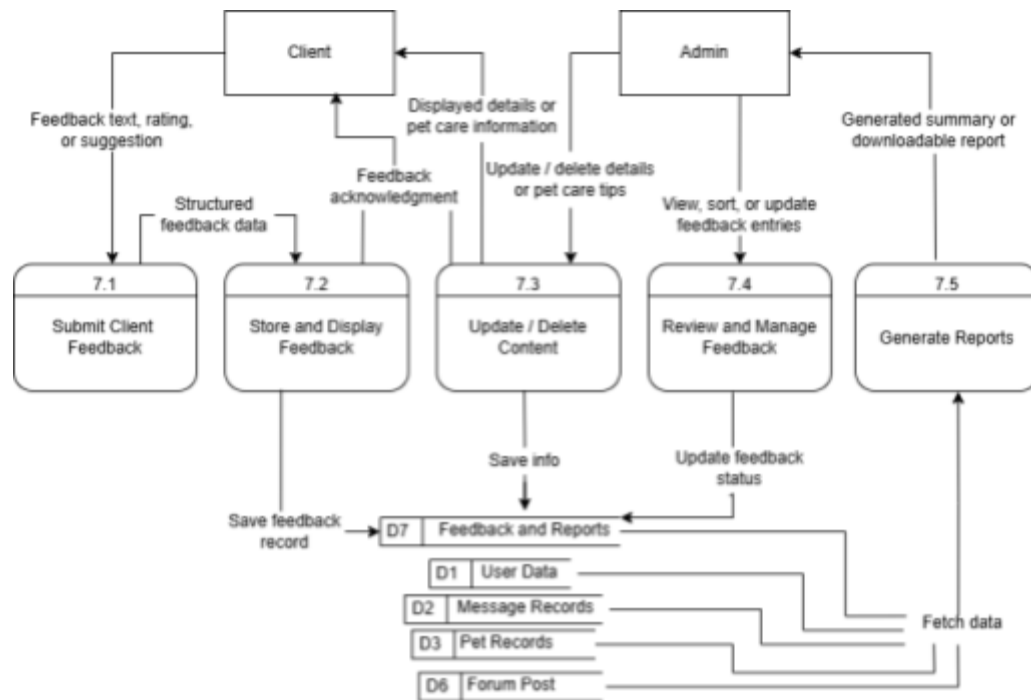 Client
Admin
Feedback text, rating,
or suggestion
Displayed details or
pet care information
Generated summary or
downloadable report
Update / delete details
or pet care tips
Feedback
acknowledgment
Structured
feedback data
View, sort, or update
feedback entries
7.1
Submit Client
Feedback
7.2
Store and Display
Feedback
7.3
Update / Delete
Content
7.4
Review and Manage
Feedback
7.5
Generate Reports
Save info
Update feedback
status
Save feedback
record
D7 Feedback and Reports
D1 User Data
D2 Message Records
D3 Pet Records
D6 Forum Post
Fetch data